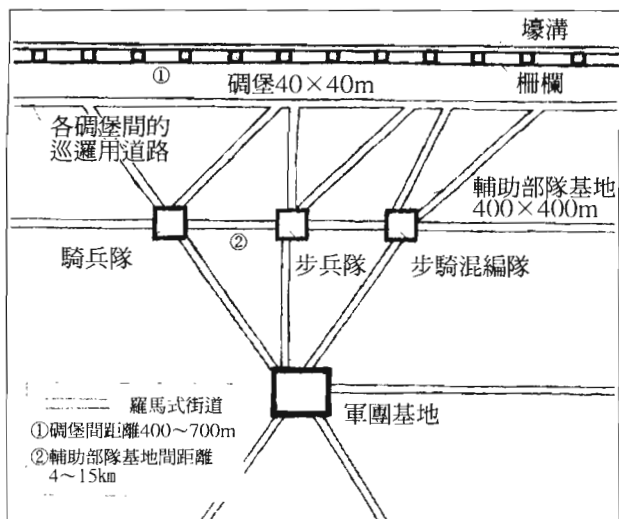 壕溝
①
碉堡40×40m
柵欄
各碉堡間的
巡邏用道路
輔助部隊基地
400×400m
騎兵隊
②
步兵隊
步騎混編隊
羅馬式街道
①碉堡間距離400～700m
②輔助部隊基地間距離
4～15km
軍團基地